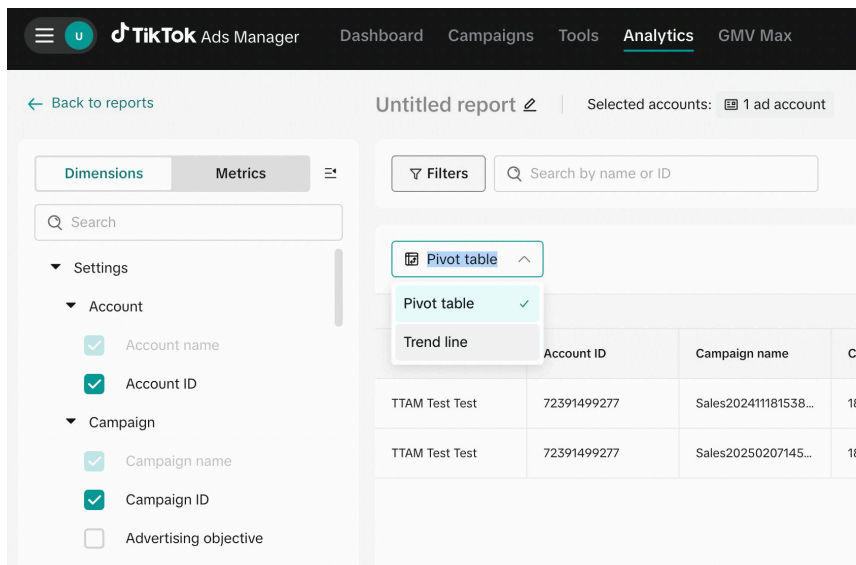 U TikTok Ads Manager Dashboard Campaigns Tools Analytics GMV Max
Back to reports
Untitled report
Selected accounts: 1 ad account
Dimensions Metrics
Filters
Search by name or ID
Search
Settings
Account
Account name
Account ID
Campaign
Campaign name
Campaign ID
Advertising objective
Pivot table
Pivot table
Trend line
Account ID Campaign name C
TTAM Test Test 72391499277 Sales202411181538... 18
TTAM Test Test 72391499277 Sales20250207145... 18